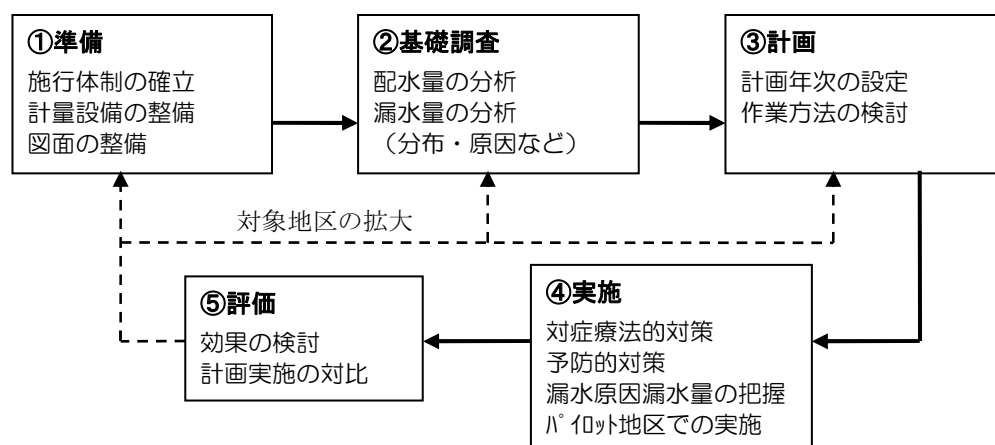 ①準備
施行体制の確立
計量設備の整備
図面の整備
②基礎調査
配水量の分析
漏水量の分析
（分布・原因など）
③計画
計画年次の設定
作業方法の検討
対象地区の拡大
④実施
対症療法的対策
予防的対策
漏水原因漏水量の把握
ﾊﾟｲﾛｯﾄ地区での実施
⑤評価
効果の検討
計画実施の対比